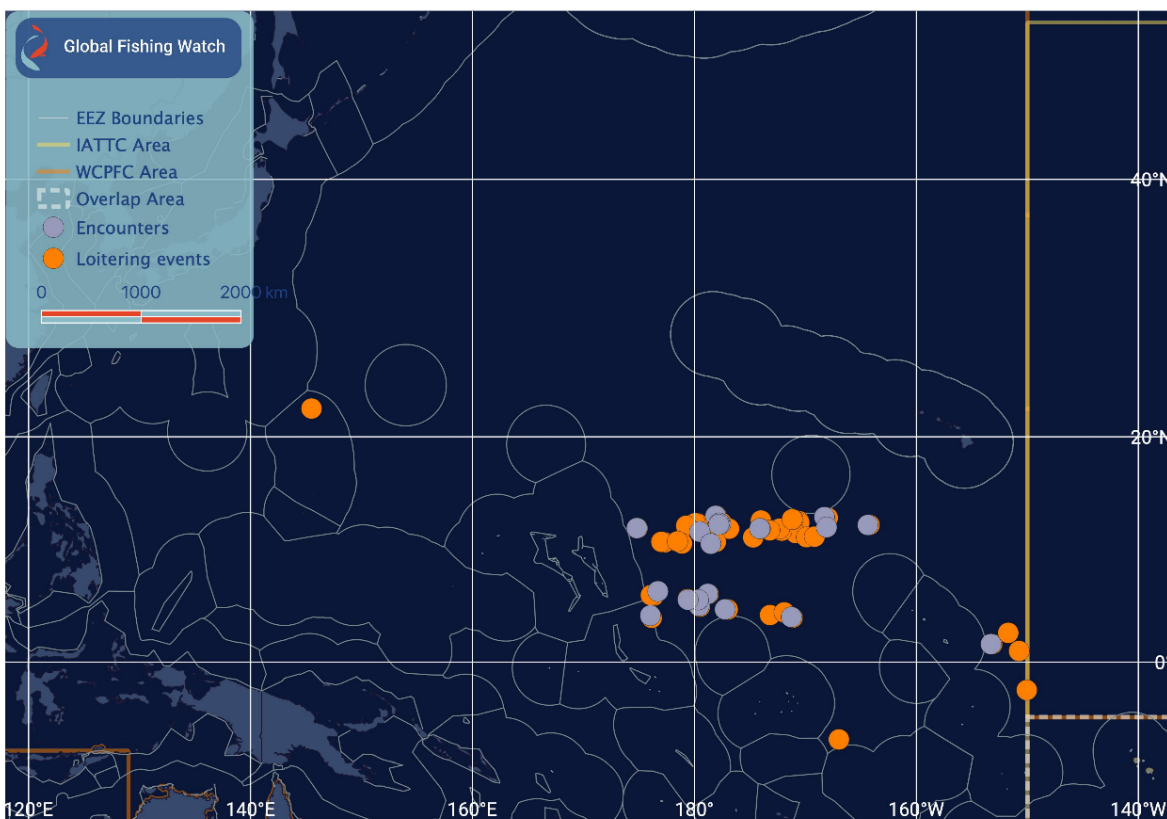 Global Fishing Watch
EEZ Boundaries
IATTC Area
WCPFC Area
Overlap Area
Encounters
Loitering events
0 1000 2000 km
40°N
20°N
0°
120°E 140°E 160°E 180° 160°W 140°W